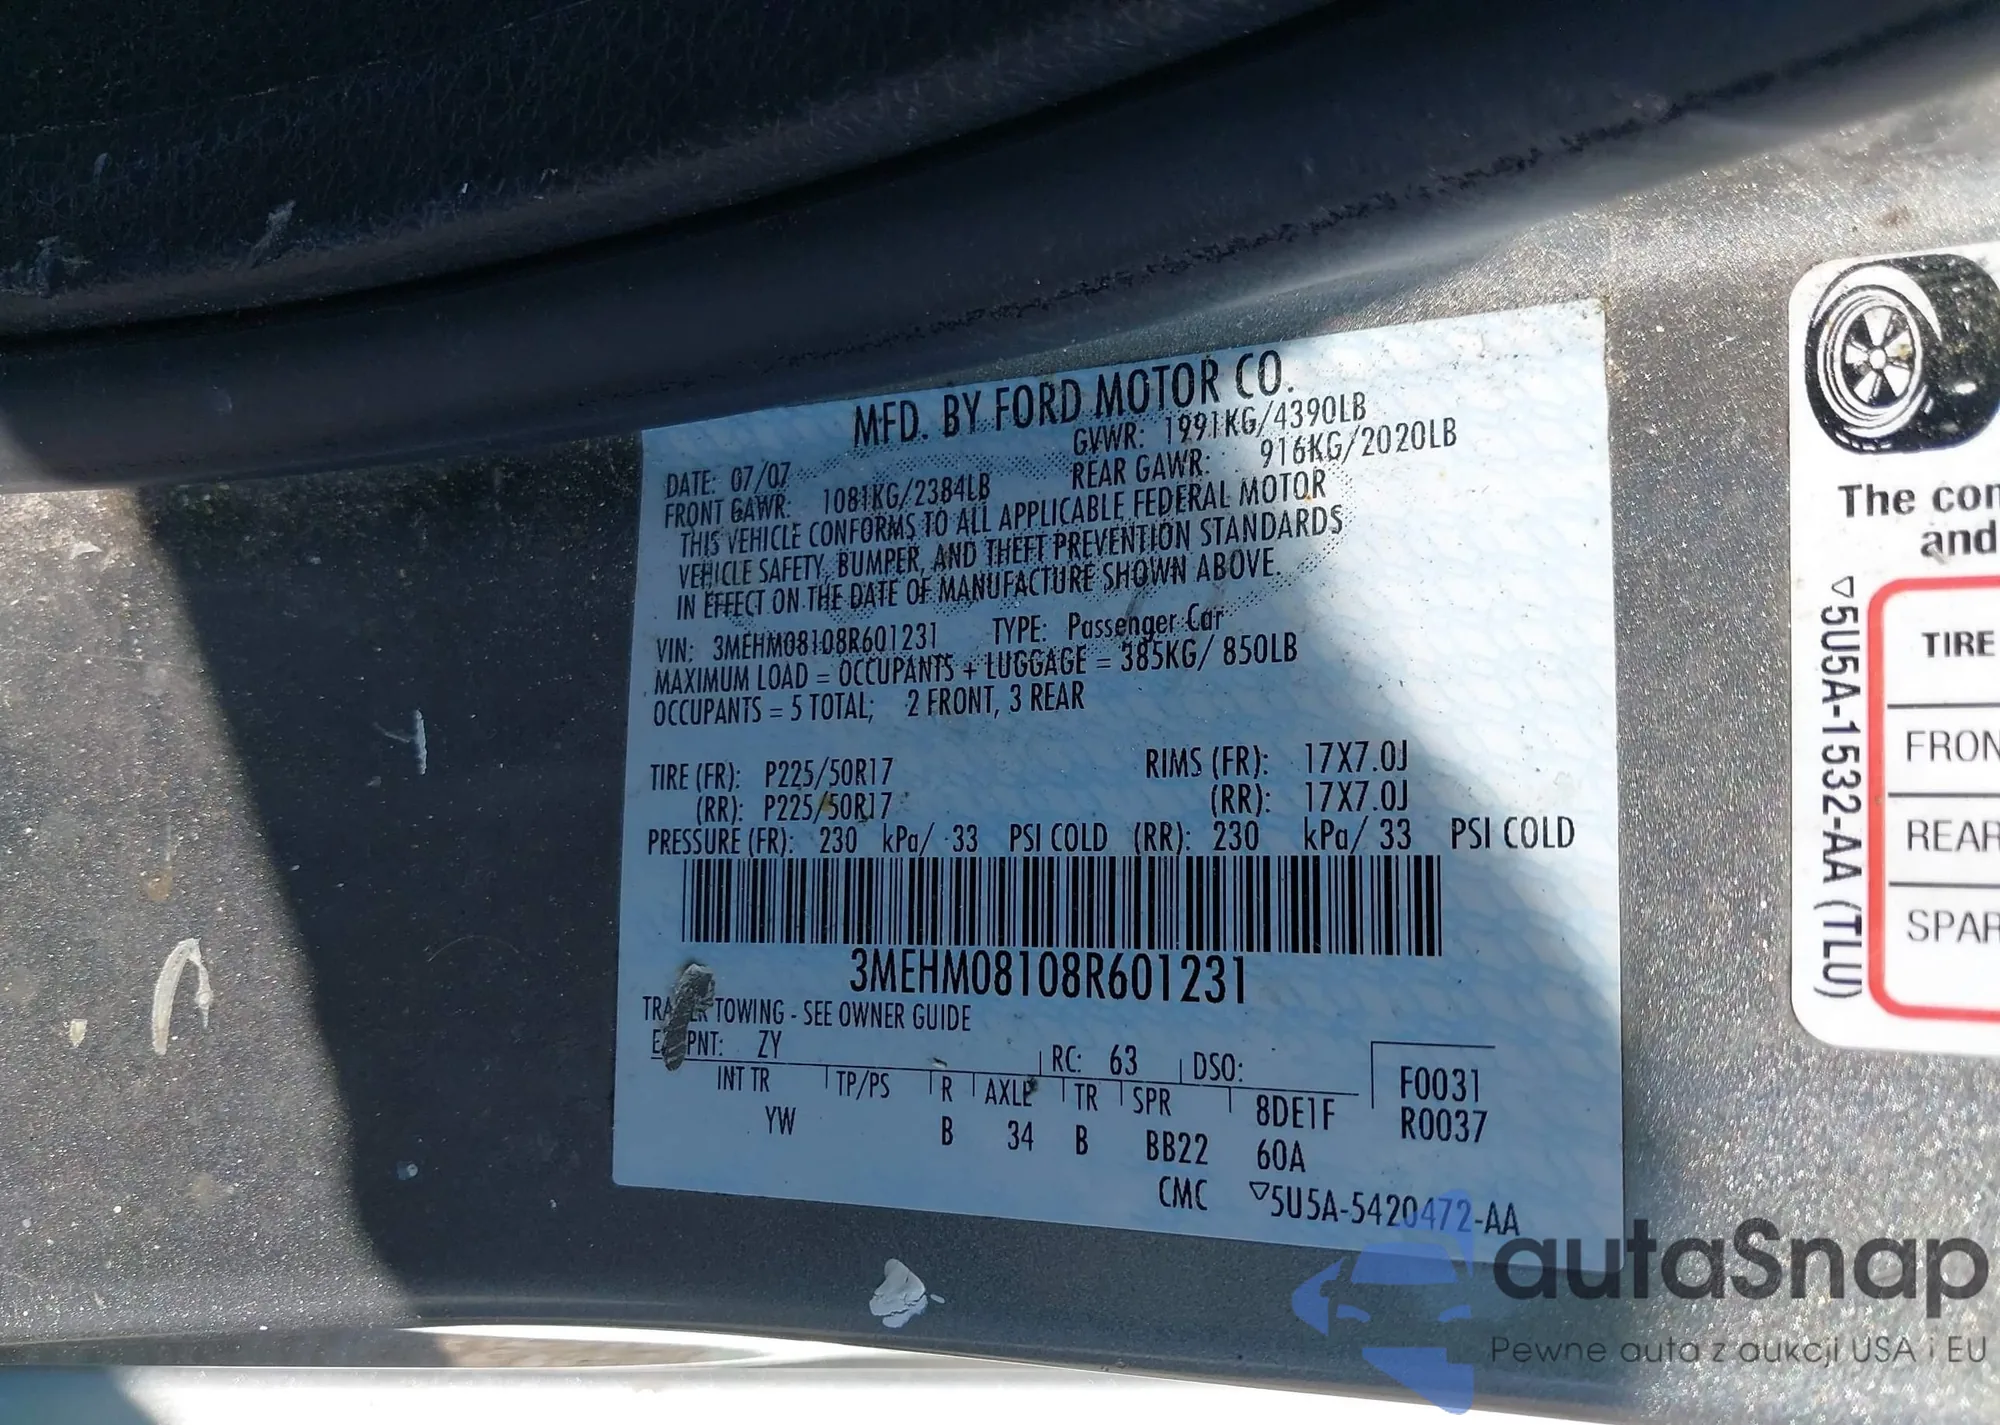 MFD. BY FORD MOTOR CO.
DATE: 07/07 GVWR: 1991KG/4390LB
FRONT GAWR: 1081KG/2384LB REAR GAWR: 916KG/2020LB
THIS VEHICLE CONFORMS TO ALL APPLICABLE FEDERAL MOTOR
VEHICLE SAFETY, BUMPER, AND THEFT PREVENTION STANDARDS
IN EFFECT ON THE DATE OF MANUFACTURE SHOWN ABOVE.
VIN: 3MEHM08108R601231 TYPE: Passenger Car
MAXIMUM LOAD = OCCUPANTS + LUGGAGE = 385KG/ 850LB
OCCUPANTS = 5 TOTAL; 2 FRONT, 3 REAR
TIRE (FR): P225/50R17 RIMS (FR): 17X7.0J
(RR): P225/50R17 (RR): 17X7.0J
PRESSURE (FR): 230 kPa/ 33 PSI COLD (RR): 230 kPa/ 33 PSI COLD
3MEHM08108R601231
TOWING - SEE OWNER GUIDE
PNT: ZY RC: 63 DSO: F0031
INT TR TP/PS R AXLE TR SPR 8DE1F R0037
YW B 34 B BB22 60A
CMC ▽5U5A-5420472-AA
The con
and
▽5U5A-1532-AA (TLU)
TIRE
FRON
REAR
SPAR
autaSnap
Pewne auta z aukcji USA i EU